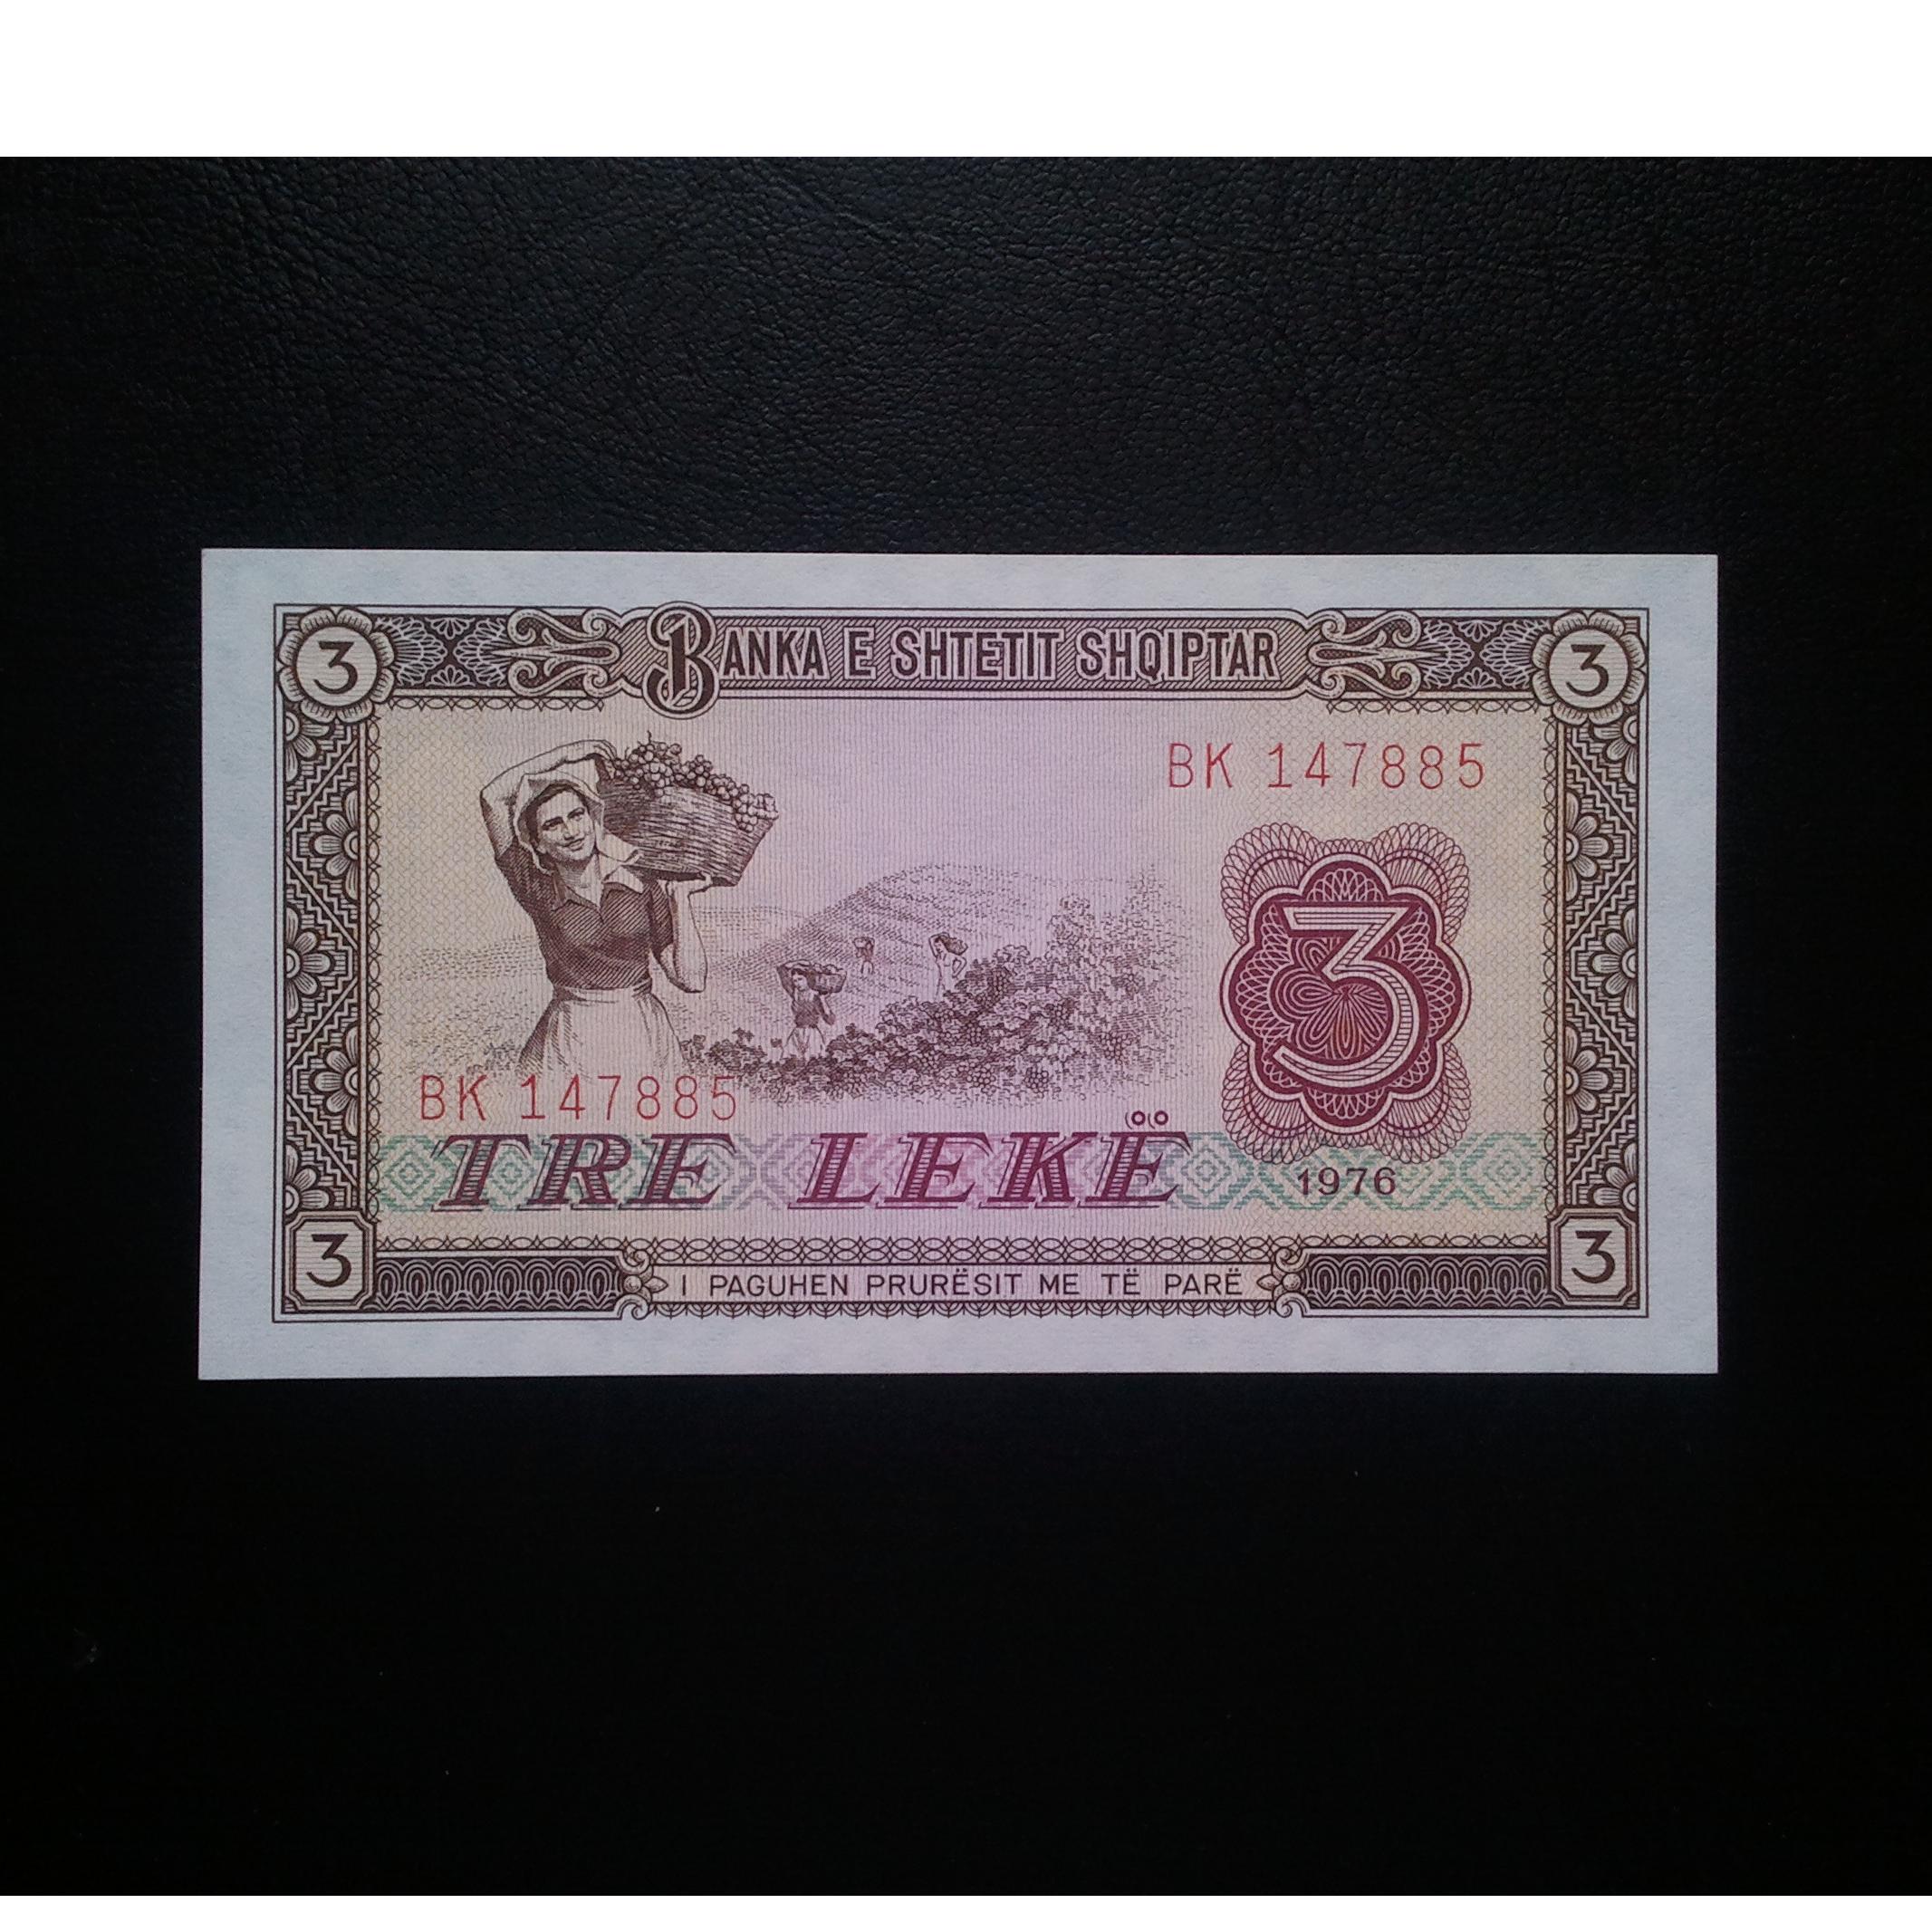 3 BANKA E SHTETIT SHQIPTAR 3
BK 147885
3
BK 147885
TRE LEKË
1976
3 I PAGUHEN PRURËSIT ME TË PARË 3